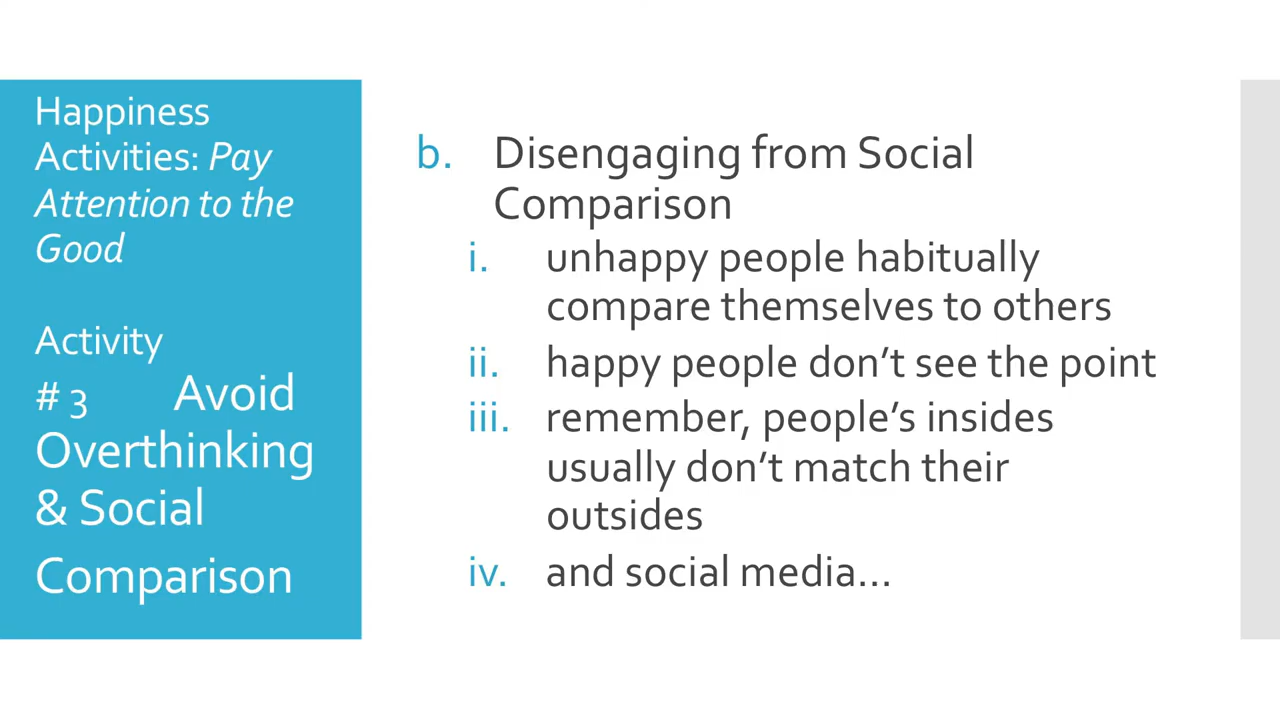 Happiness
Activities: Pay
Attention to the
Good
Activity
# 3 Avoid
Overthinking
& Social
Comparison
b. Disengaging from Social
Comparison
i. unhappy people habitually
compare themselves to others
ii. happy people don’t see the point
iii. remember, people’s insides
usually don’t match their
outsides
iv. and social media…